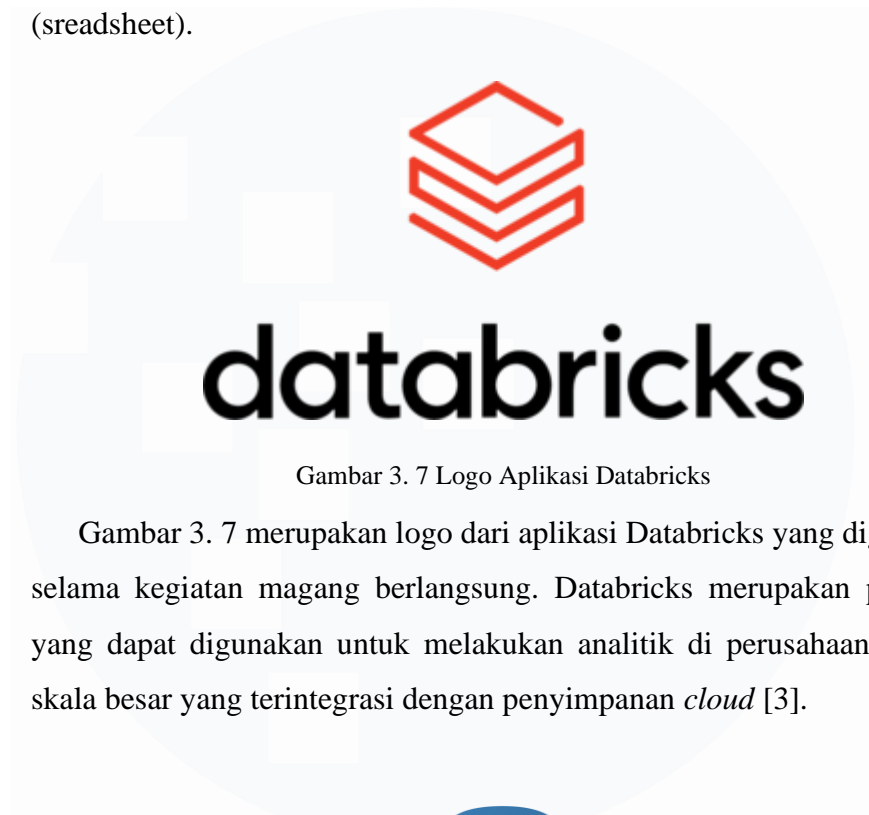 (sreadsheet).
databricks
Gambar 3. 7 Logo Aplikasi Databricks
Gambar 3. 7 merupakan logo dari aplikasi Databricks yang
selama kegiatan magang berlangsung. Databricks merupakan
yang dapat digunakan untuk melakukan analitik di perusahaan
skala besar yang terintegrasi dengan penyimpanan cloud [3].